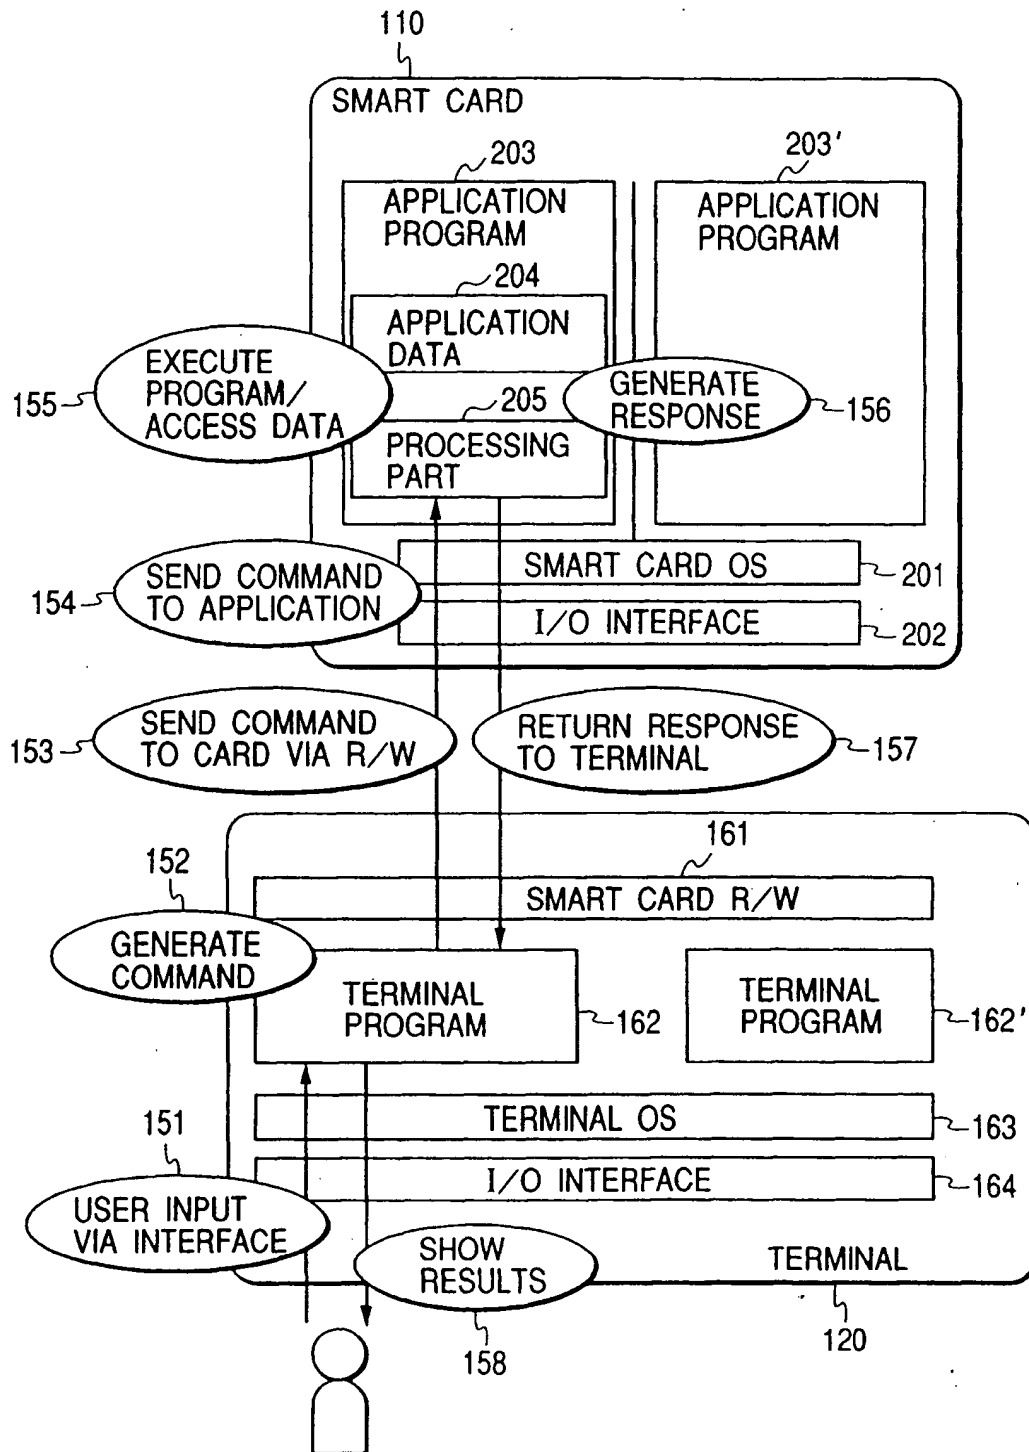 110
SMART CARD
203
203'
APPLICATION
PROGRAM
APPLICATION
PROGRAM
204
APPLICATION
DATA
EXECUTE
PROGRAM/
ACCESS DATA
155
GENERATE
RESPONSE
156
205
PROCESSING
PART
SMART CARD OS
201
SEND COMMAND
TO APPLICATION
154
I/O INTERFACE
202
SEND COMMAND
TO CARD VIA R/W
153
RETURN RESPONSE
TO TERMINAL
157
161
152
SMART CARD R/W
GENERATE
COMMAND
TERMINAL
PROGRAM
162
TERMINAL
PROGRAM
162'
151
TERMINAL OS
163
I/O INTERFACE
164
USER INPUT
VIA INTERFACE
SHOW
RESULTS
158
TERMINAL
120